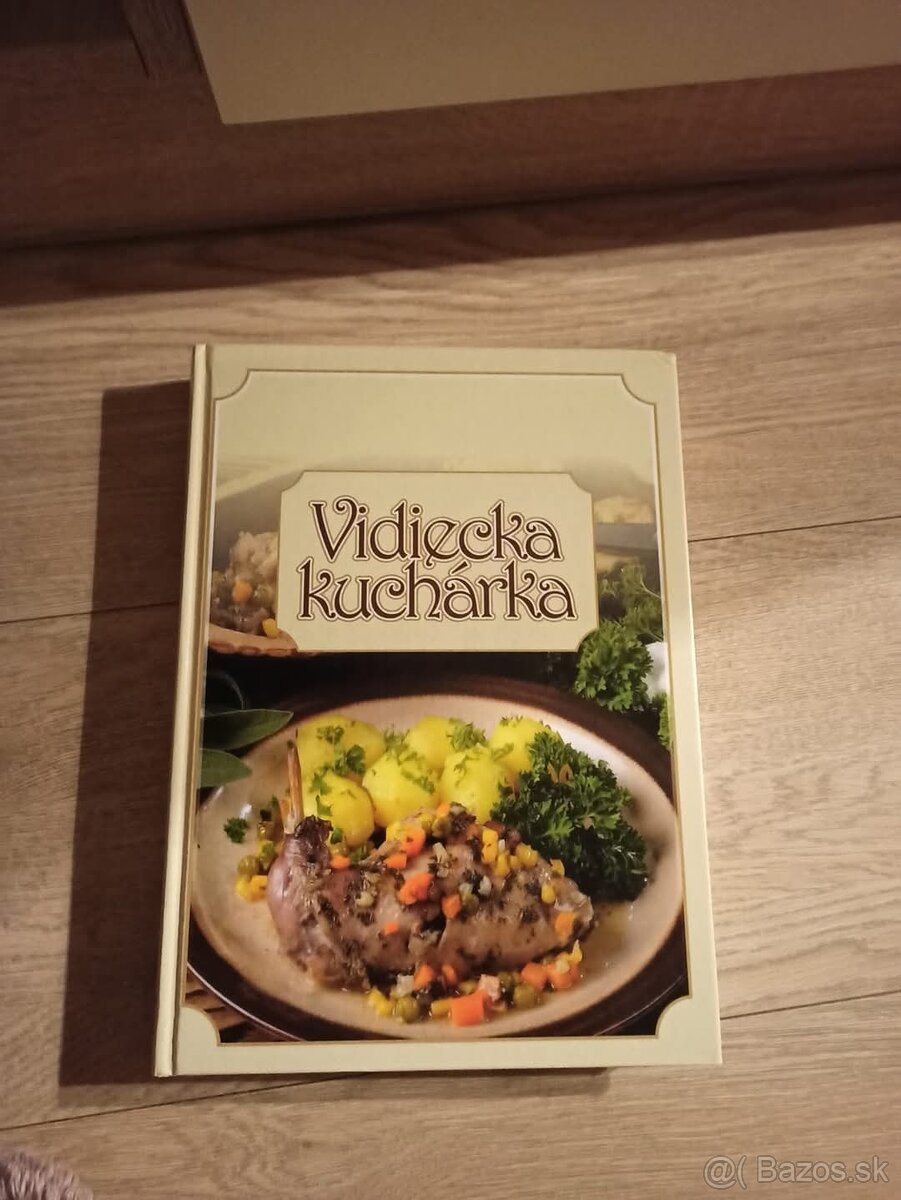 Vidiecka
kuchárka
@( Bazos.sk